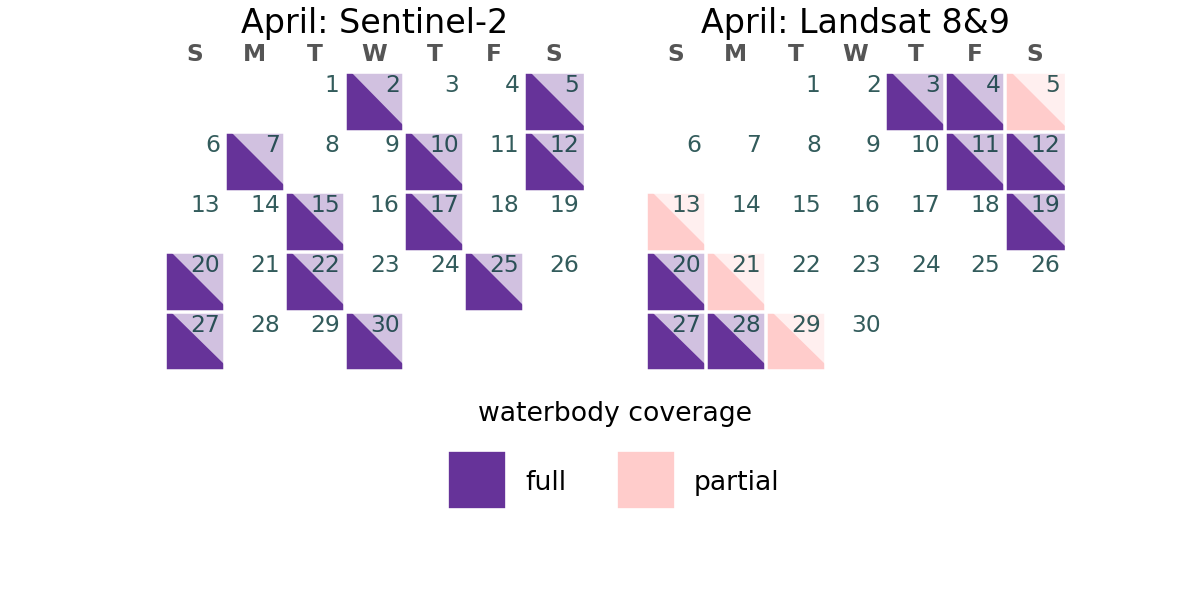 April: Sentinel-2
S M T W T F S
1 2 3 4 5
6 7 8 9 10 11 12
13 14 15 16 17 18 19
20 21 22 23 24 25 26
27 28 29 30
April: Landsat 8&9
S M T W T F S
1 2 3 4 5
6 7 8 9 10 11 12
13 14 15 16 17 18 19
20 21 22 23 24 25 26
27 28 29 30
waterbody coverage
full partial